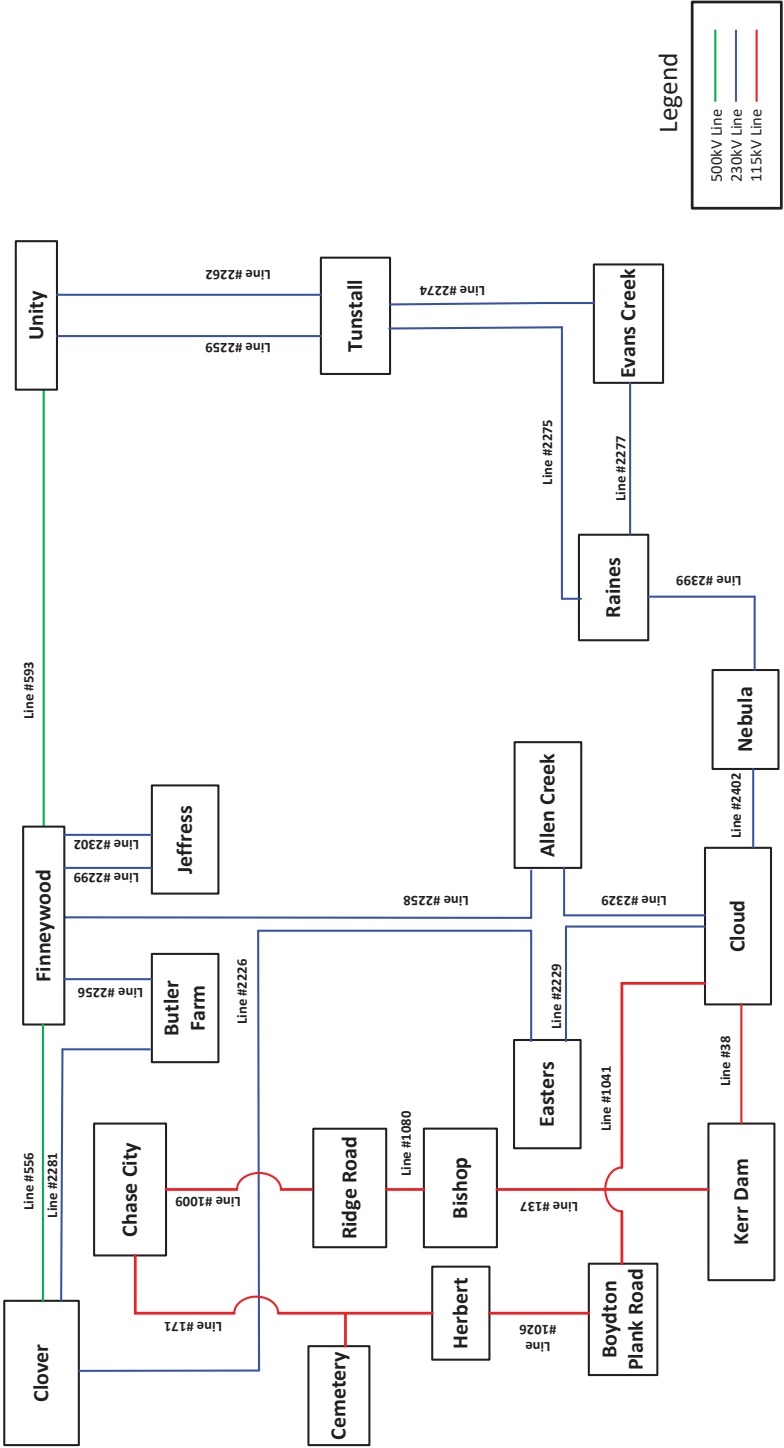 Clover
Line #556
Line #2281
Finneywood
Line #593
Unity
Chase City
Line #2256
Butler
Farm
Line #2299
Line #2302
Jeffress
Line #2259
Line #2262
Line #171
Line #1009
Line #2226
Cemetery
Ridge Road
Tunstall
Herbert
Line #1080
Bishop
Line #2258
Line #2274
Line
#1026
Line #137
Easters
Line #2229
Allen Creek
Line #2329
Line #2275
Boydton
Plank Road
Line #1041
Raines
Line #2277
Evans Creek
Line #2399
Kerr Dam
Line #38
Cloud
Line #2402
Nebula
Legend
500kV Line
230kV Line
115kV Line